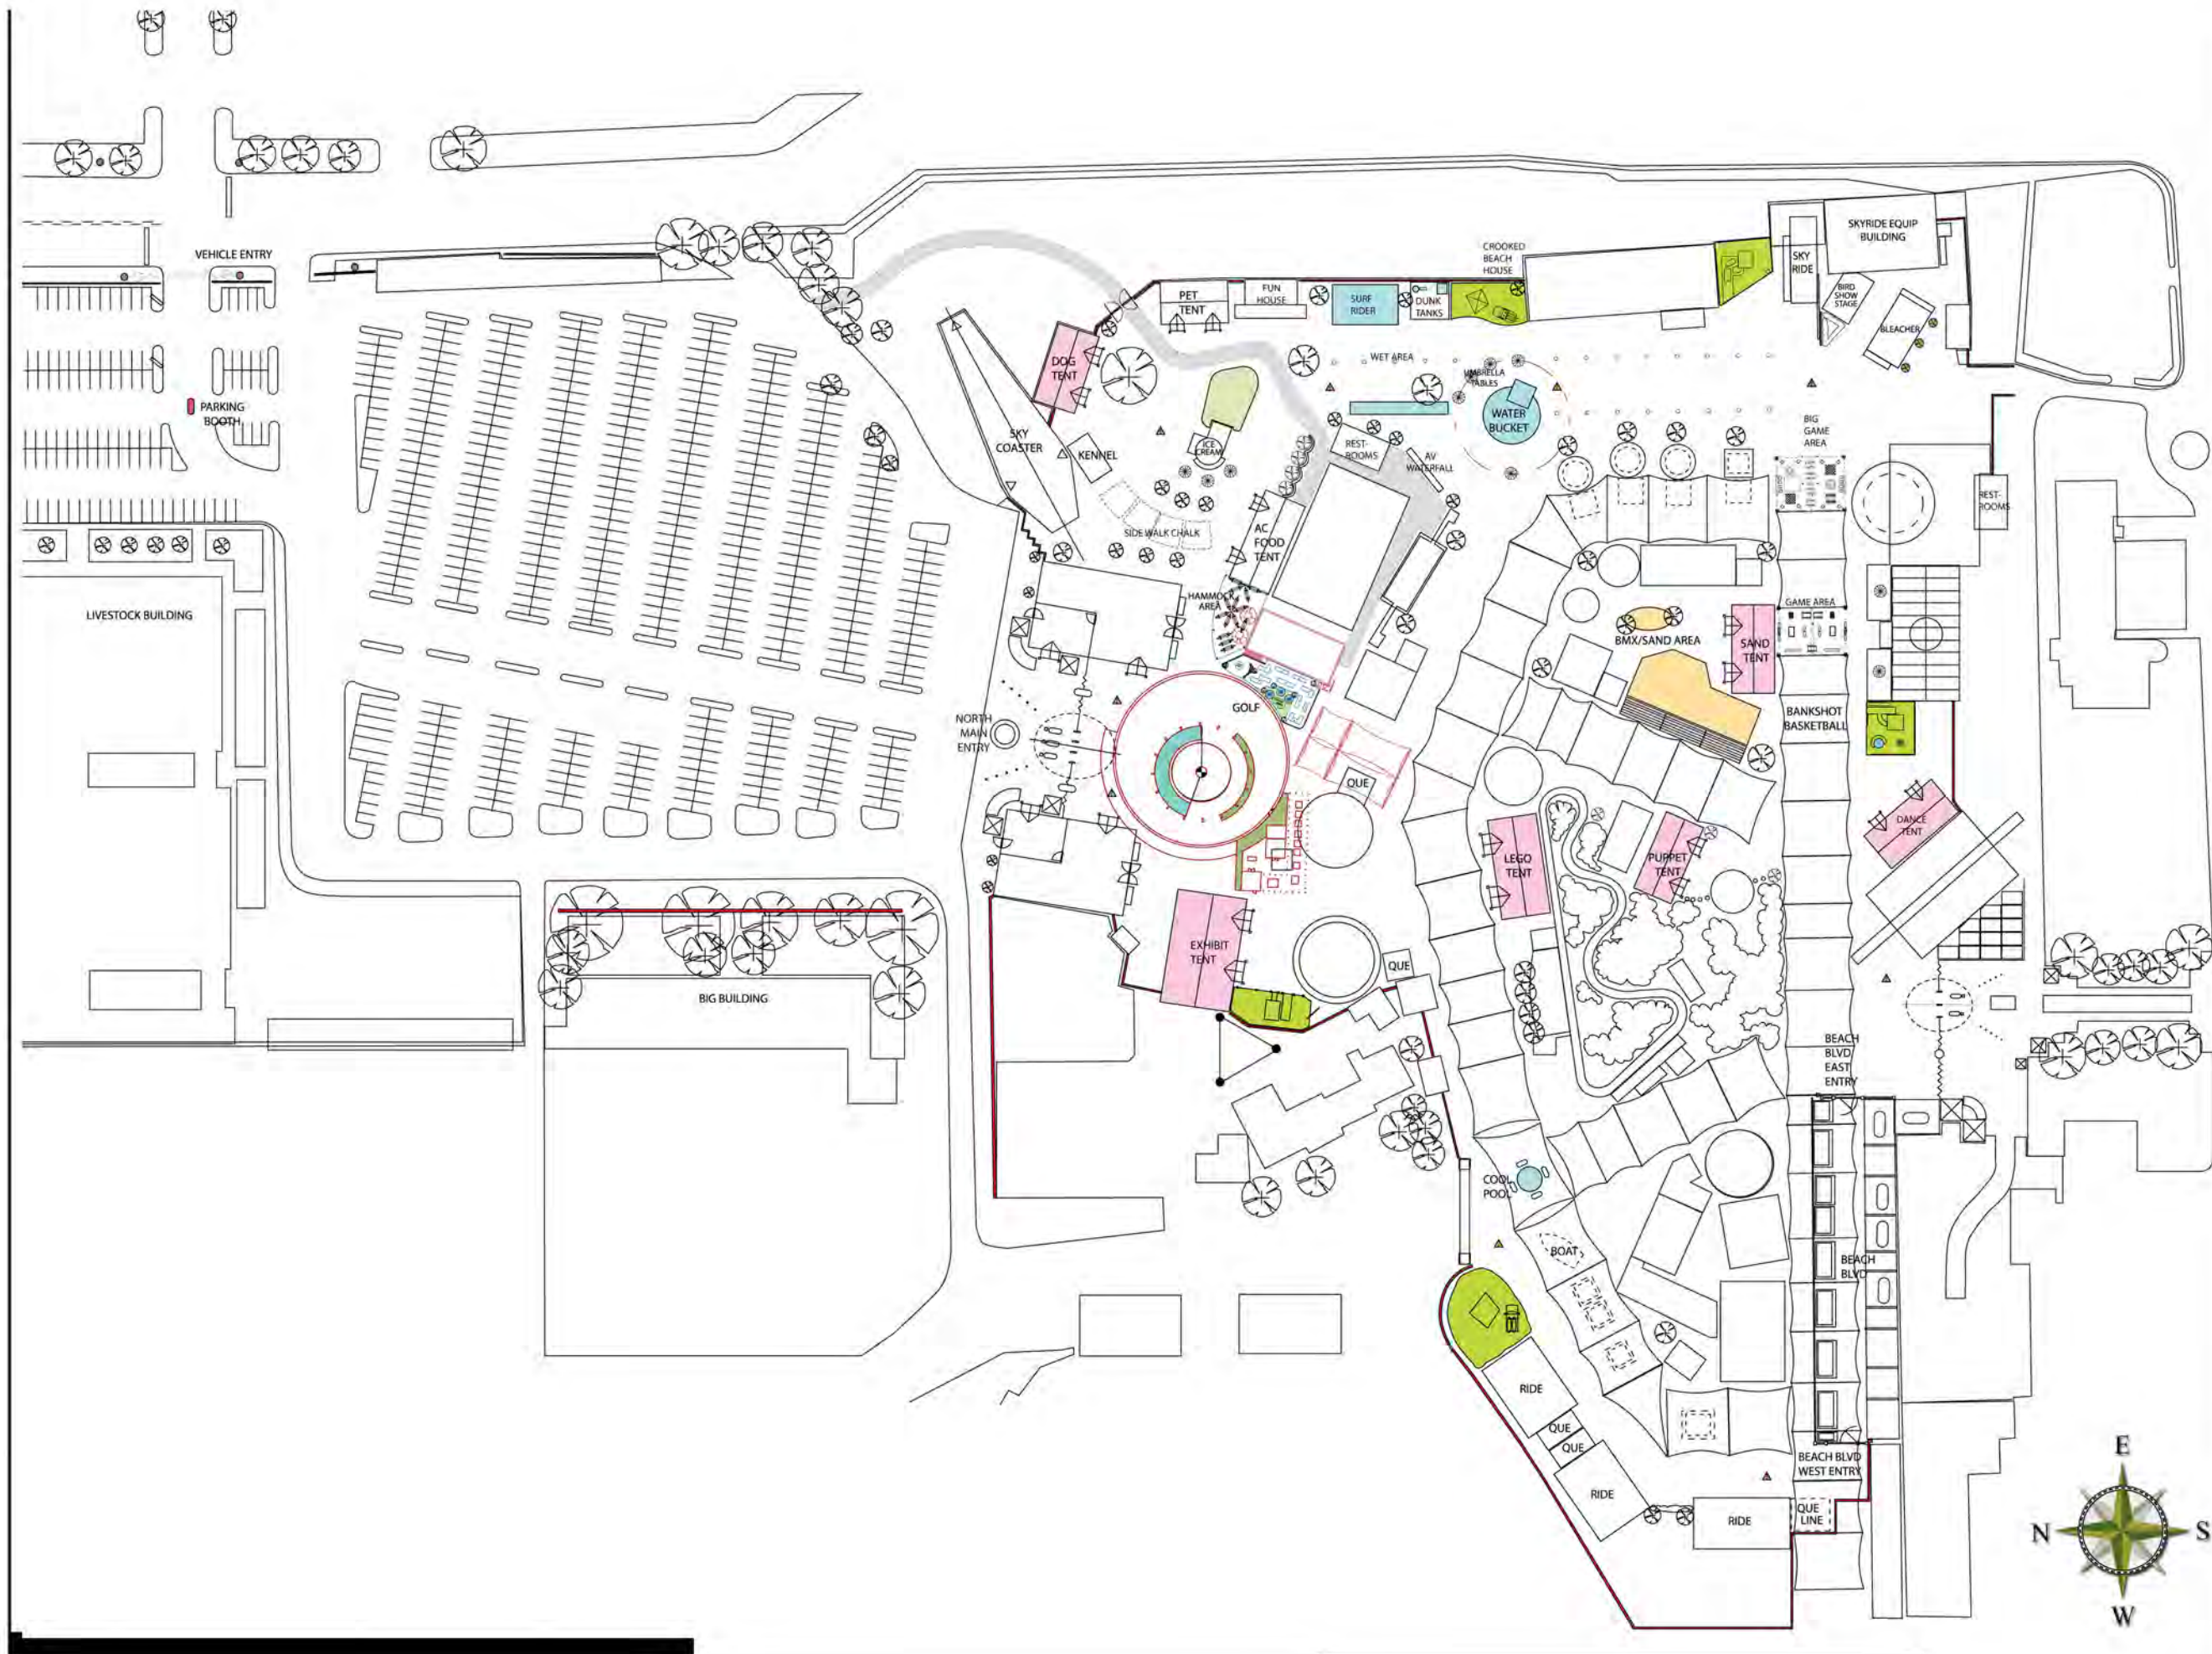 VEHICLE ENTRY
PARKING
BOOTH
LIVESTOCK BUILDING
BIG BUILDING
NORTH
MAIN
ENTRY
SKY
COASTER
DOG
TENT
KENNEL
PET
TENT
FUN
HOUSE
SURF
RIDER
DUNK
TANKS
CROOKED
BEACH
HOUSE
SKY
RIDE
SKYRIDE EQUIP
BUILDING
BIRD
SHOW
STAGE
BLEACHER
WET AREA
UMBRELLA
TABLES
WATER
BUCKET
ICE
CREAM
REST-
ROOMS
AV
WATERFALL
BIG
GAME
AREA
REST-
ROOMS
SIDE WALK CHALK
AC
FOOD
TENT
HAMMOCK
AREA
GOLF
QUE
GAME AREA
BMX/SAND AREA
SAND
TENT
BANKSHOT
BASKETBALL
DANCE
TENT
LEGO
TENT
PUPPET
TENT
EXHIBIT
TENT
QUE
BEACH
BLVD
EAST
ENTRY
COOL
POOL
BOAT
BEACH
BLVD
RIDE
QUE
QUE
RIDE
RIDE
BEACH BLVD
WEST ENTRY
QUE
LINE
E
N
S
W